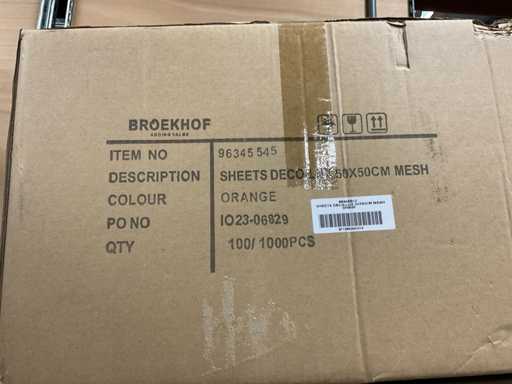 BROEKHOF
ADDING VALUE
ITEM NO 96345 545
DESCRIPTION SHEETS DECO 50X50CM MESH
COLOUR ORANGE
PO NO IO23-06829
QTY 100/ 1000PCS